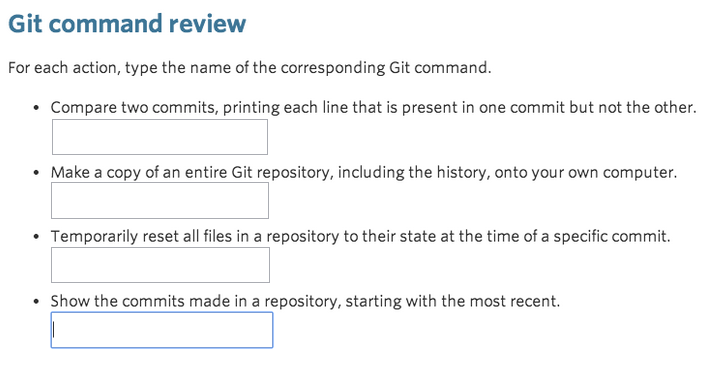 Git command review
For each action, type the name of the corresponding Git command.
• Compare two commits, printing each line that is present in one commit but not the other.
• Make a copy of an entire Git repository, including the history, onto your own computer.
• Temporarily reset all files in a repository to their state at the time of a specific commit.
• Show the commits made in a repository, starting with the most recent.